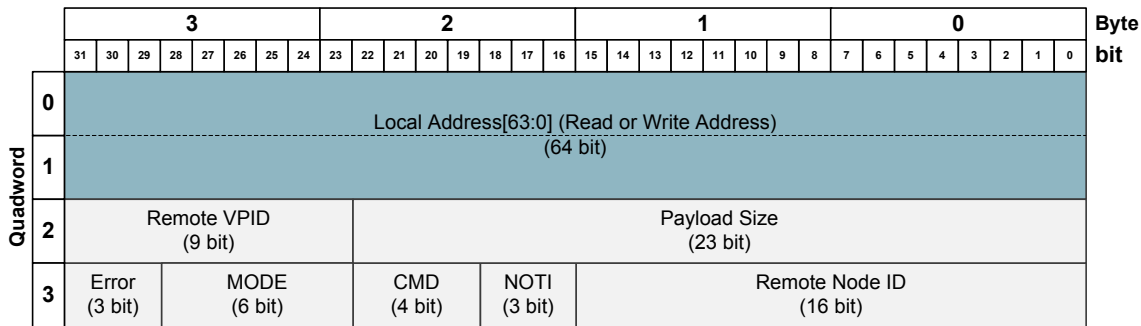 3 2 1 0 Byte
31 30 29 28 27 26 25 24 23 22 21 20 19 18 17 16 15 14 13 12 11 10 9 8 7 6 5 4 3 2 1 0 bit
Quadword
0
Local Address[63:0] (Read or Write Address)
(64 bit)
1
2 Remote VPID Payload Size
(9 bit) (23 bit)
3 Error MODE CMD NOTI Remote Node ID
(3 bit) (6 bit) (4 bit) (3 bit) (16 bit)